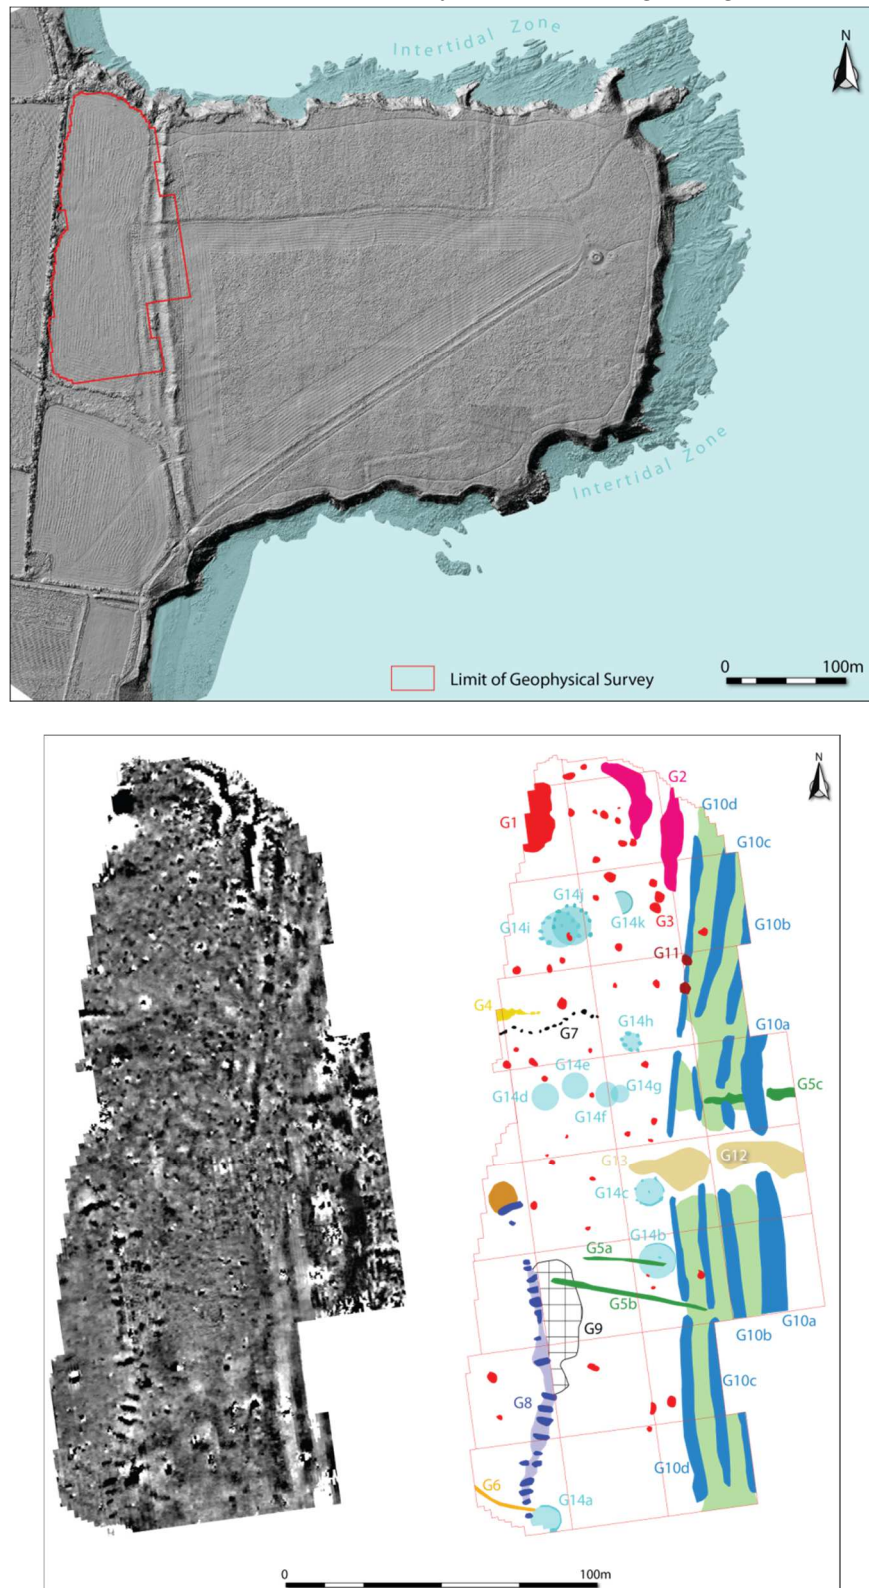 Intertidal Zone
N
Intertidal Zone
Limit of Geophysical Survey
0 100m
N
G2
G1
G10d
G10c
G14j
G14i
G14k
G3
G10b
G11
G4
G7
G14h
G10a
G14e
G14d
G14g
G5c
G14f
G13
G12
G14c
G14b
G5a
G5b
G9
G10a
G10b
G10c
G8
G10d
G6
G14a
0 100m